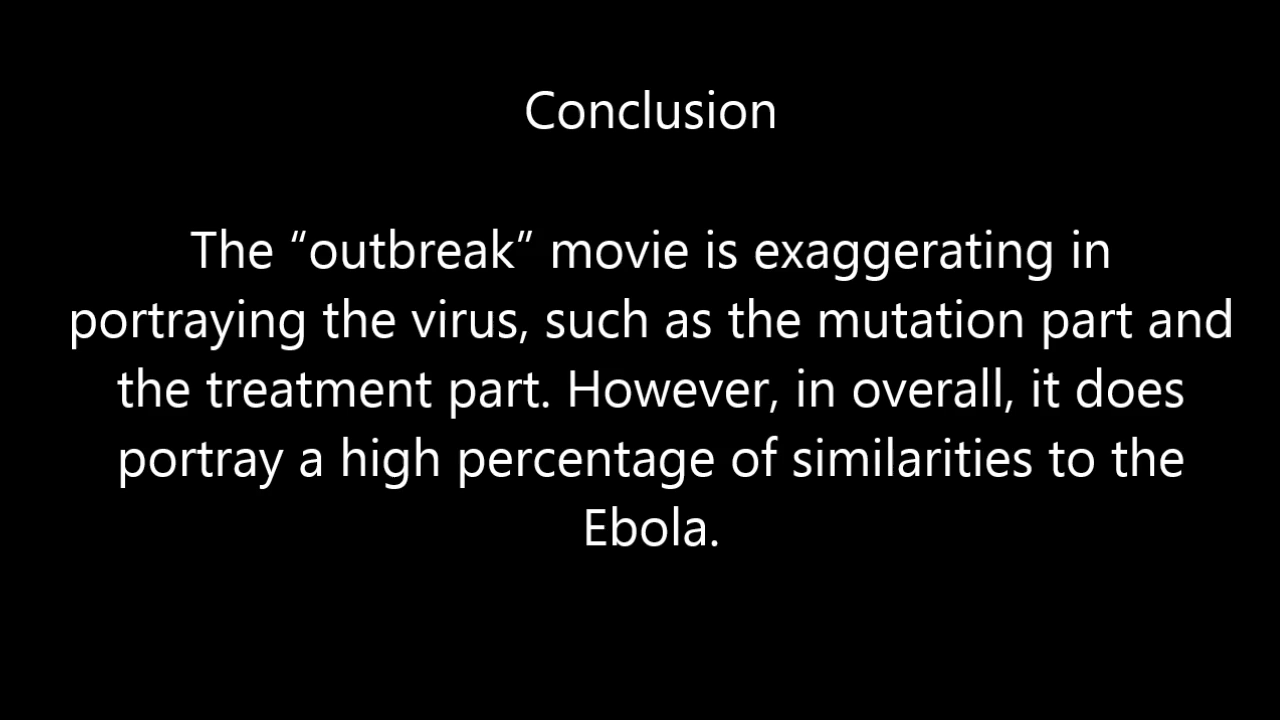 Conclusion
The “outbreak” movie is exaggerating in
portraying the virus, such as the mutation part and
the treatment part. However, in overall, it does
portray a high percentage of similarities to the
Ebola.